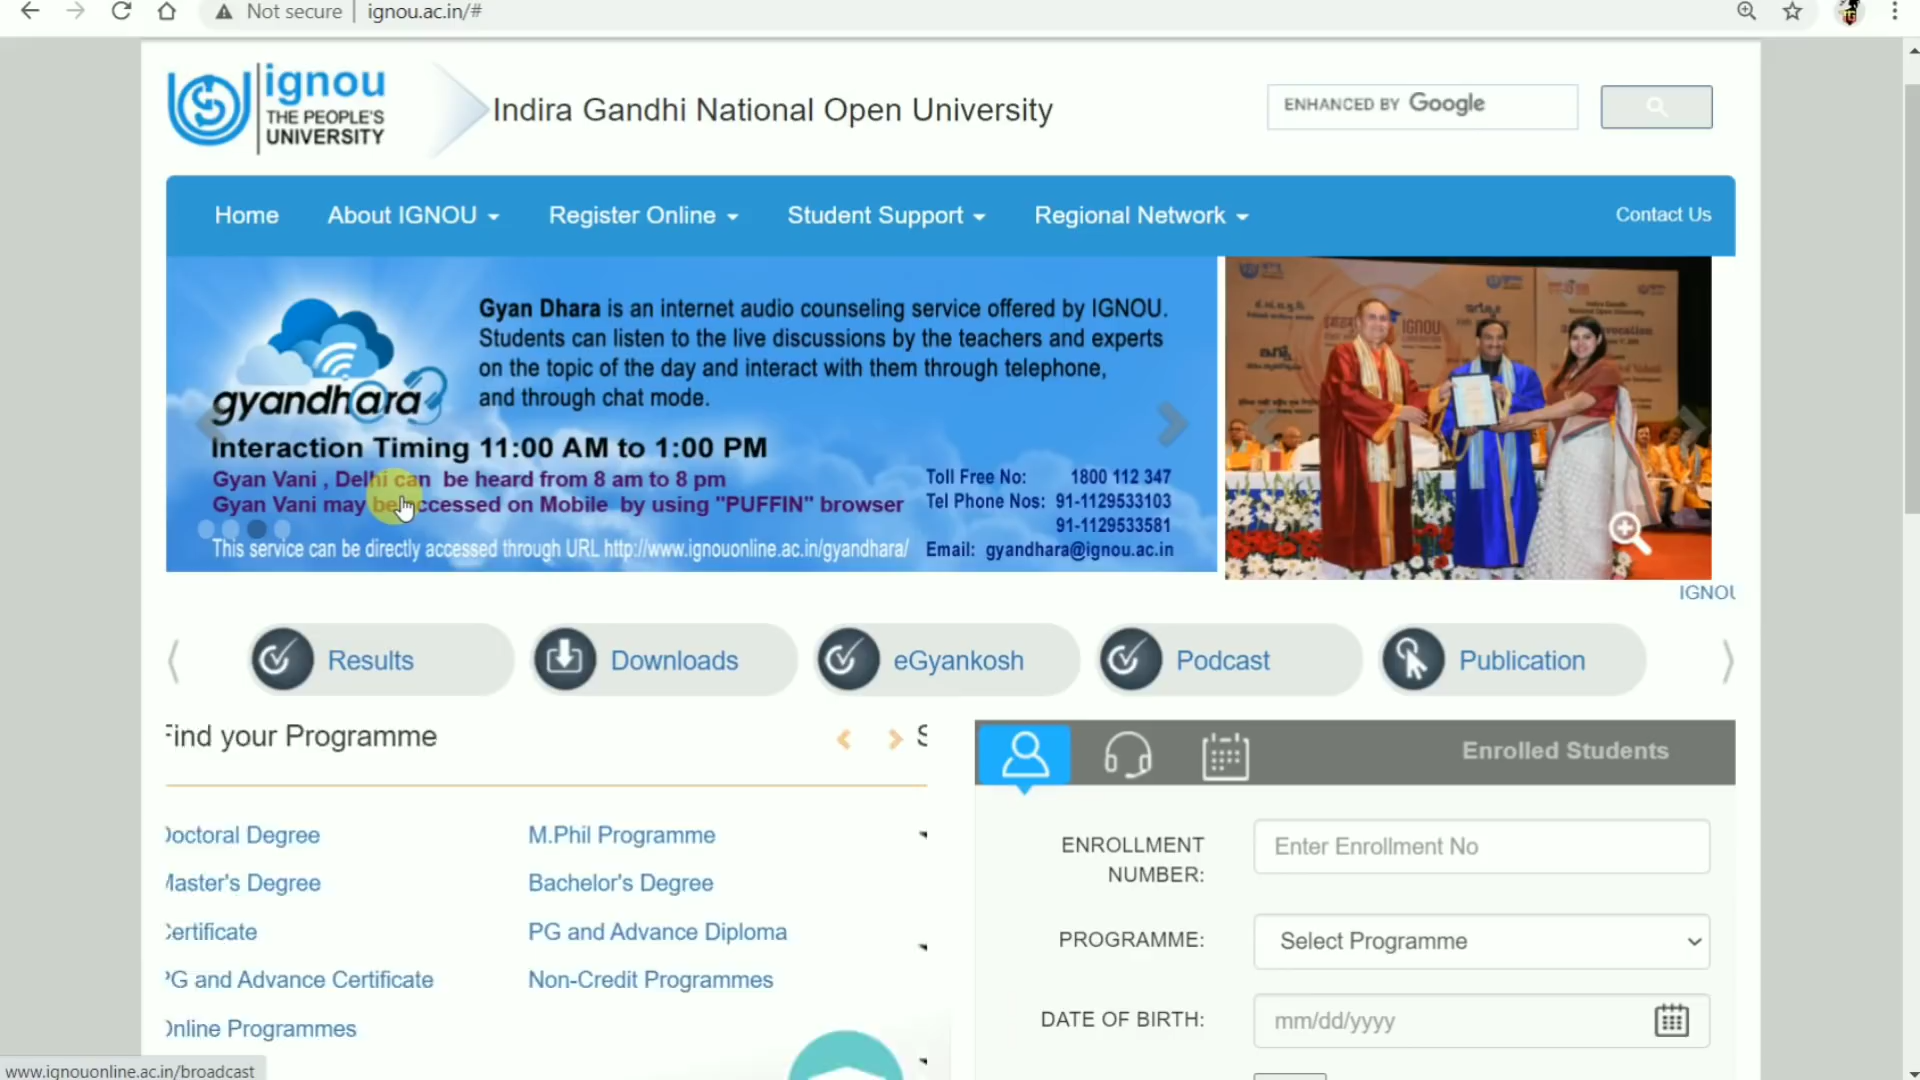 Not secure | ignou.ac.in/#
ignou
THE PEOPLE'S
UNIVERSITY
Indira Gandhi National Open University
ENHANCED BY Google
Home
About IGNOU
Register Online
Student Support
Regional Network
Contact Us
Gyan Dhara is an internet audio counseling service offered by IGNOU.
Students can listen to the live discussions by the teachers and experts
on the topic of the day and interact with them through telephone,
and through chat mode.
gyandhara
Interaction Timing 11:00 AM to 1:00 PM
Gyan Vani , Delhi can be heard from 8 am to 8 pm
Gyan Vani may be accessed on Mobile by using "PUFFIN" browser
This service can be directly accessed through URL http://www.ignouonline.ac.in/gyandhara/
Toll Free No: 1800 112 347
Tel Phone Nos: 91-1129533103
91-1129533581
Email: gyandhara@ignou.ac.in
IGNOU
IGNOU
Results
Downloads
eGyankosh
Podcast
Publication
Find your Programme
S
Enrolled Students
Doctoral Degree
M.Phil Programme
Master's Degree
Bachelor's Degree
Certificate
PG and Advance Diploma
PG and Advance Certificate
Non-Credit Programmes
Online Programmes
ENROLLMENT
NUMBER:
Enter Enrollment No
PROGRAMME:
Select Programme
DATE OF BIRTH:
mm/dd/yyyy
www.ignouonline.ac.in/broadcast